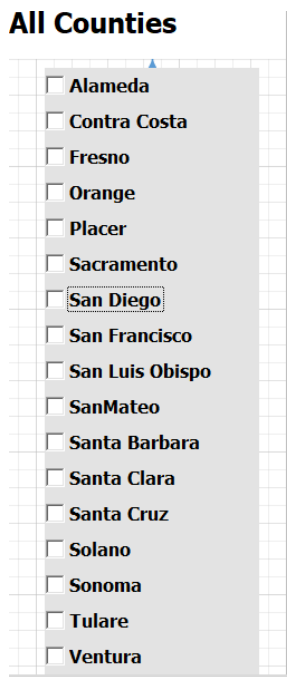 All Counties
Alameda
Contra Costa
Fresno
Orange
Placer
Sacramento
San Diego
San Francisco
San Luis Obispo
SanMateo
Santa Barbara
Santa Clara
Santa Cruz
Solano
Sonoma
Tulare
Ventura